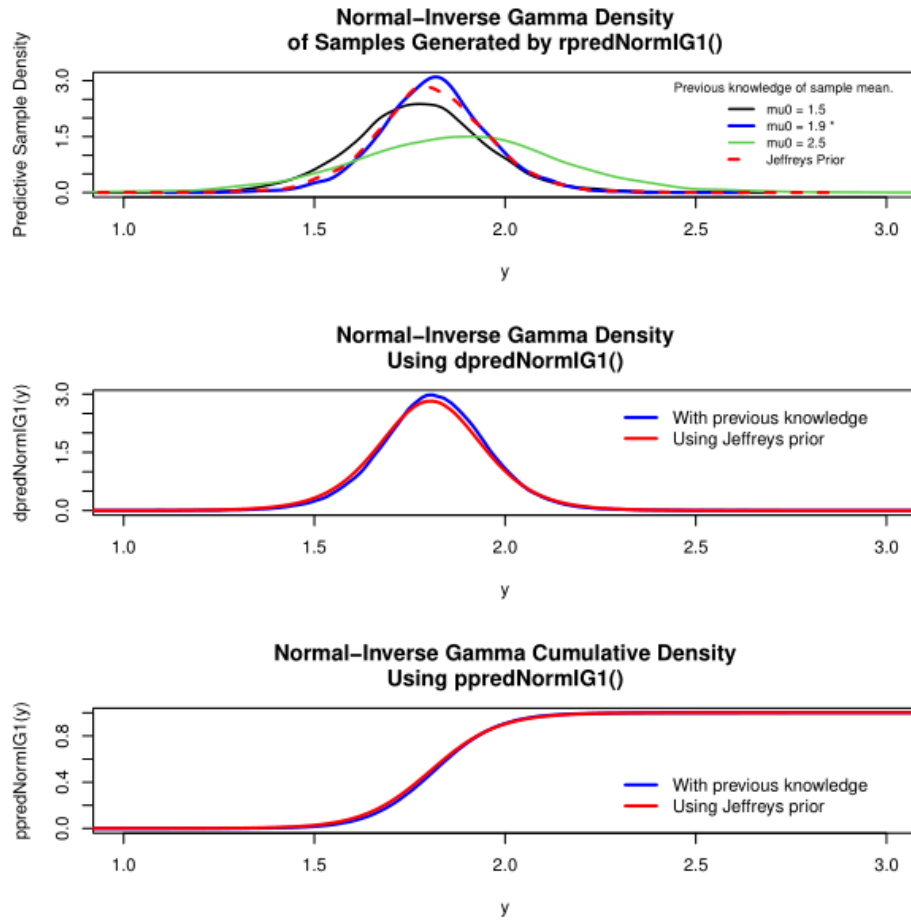 Normal−Inverse Gamma Density
of Samples Generated by rpredNormIG1()
Predictive Sample Density
3.0
1.5
0.0
Previous knowledge of sample mean.
mu0 = 1.5
mu0 = 1.9 *
mu0 = 2.5
Jeffreys Prior
1.0 1.5 2.0 2.5 3.0
y
Normal−Inverse Gamma Density
Using dpredNormIG1()
dpredNormIG1(y)
3.0
1.5
0.0
With previous knowledge
Using Jeffreys prior
1.0 1.5 2.0 2.5 3.0
y
Normal−Inverse Gamma Cumulative Density
Using ppredNormIG1()
ppredNormIG1(y)
0.8
0.4
0.0
With previous knowledge
Using Jeffreys prior
1.0 1.5 2.0 2.5 3.0
y